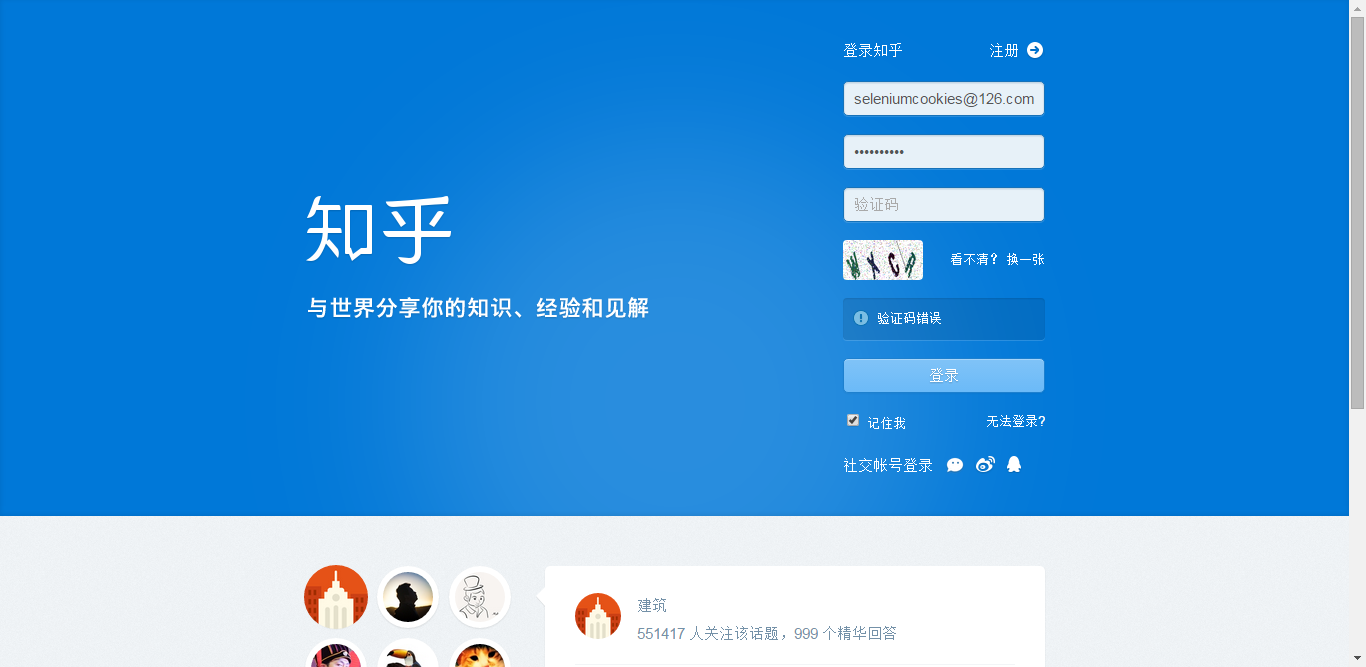 登录知乎
注册
seleniumcookies@126.com
••••••••••
验证码
看不清? 换一张
验证码错误
登录
记住我
无法登录?
社交帐号登录
知乎
与世界分享你的知识、经验和见解
建筑
551417 人关注该话题，999 个精华回答